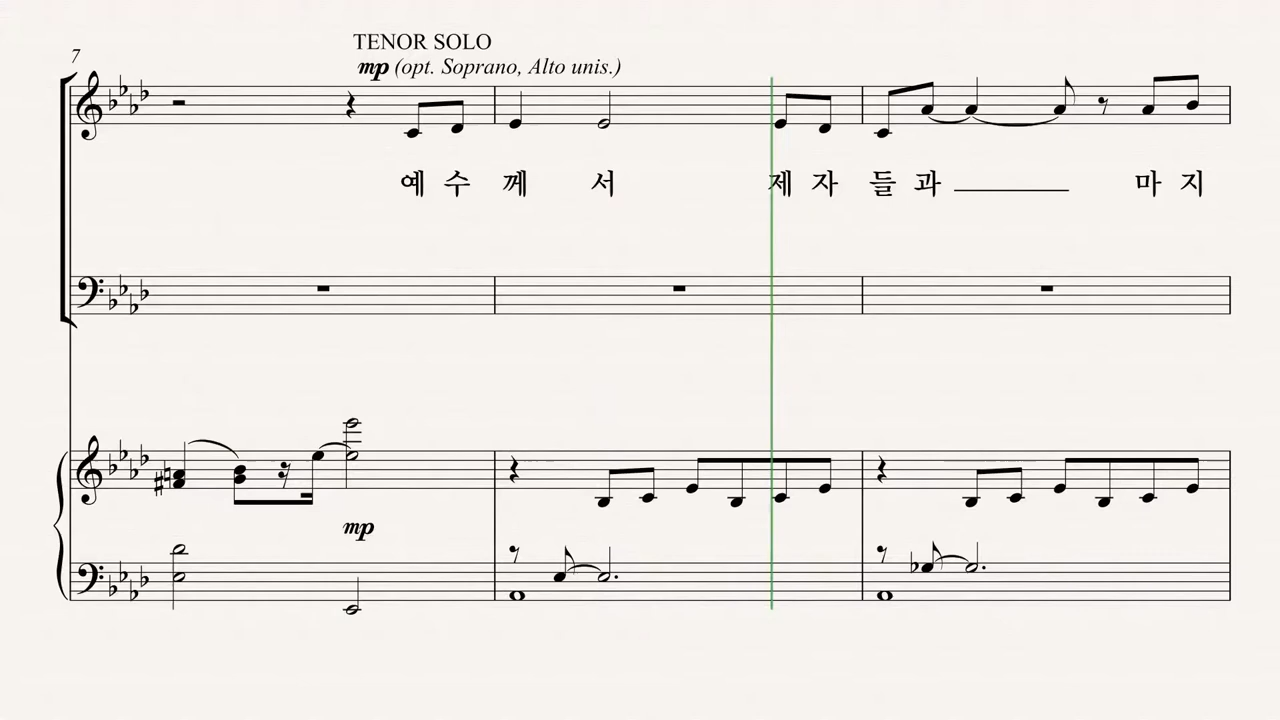 7
TENOR SOLO
mp (opt. Soprano, Alto unis.)
예 수 께 서 제 자 들 과 마 지
mp